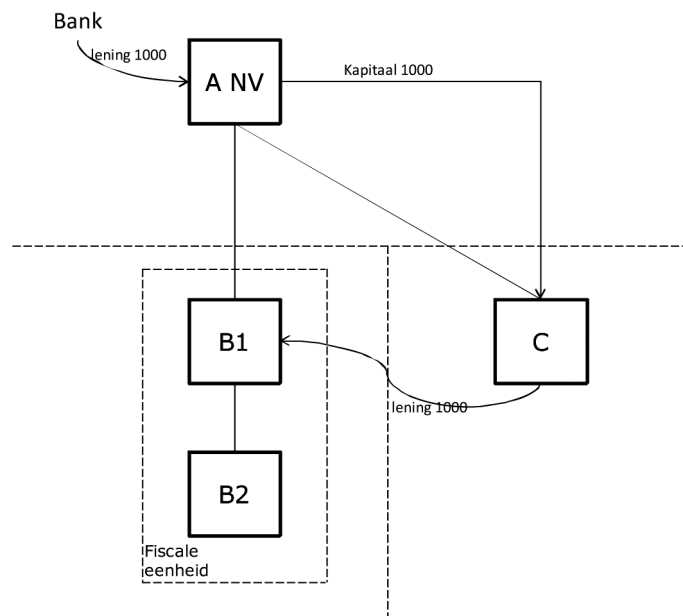 Bank
lening 1000
A NV
Kapitaal 1000
B1
C
lening 1000
B2
Fiscale
eenheid